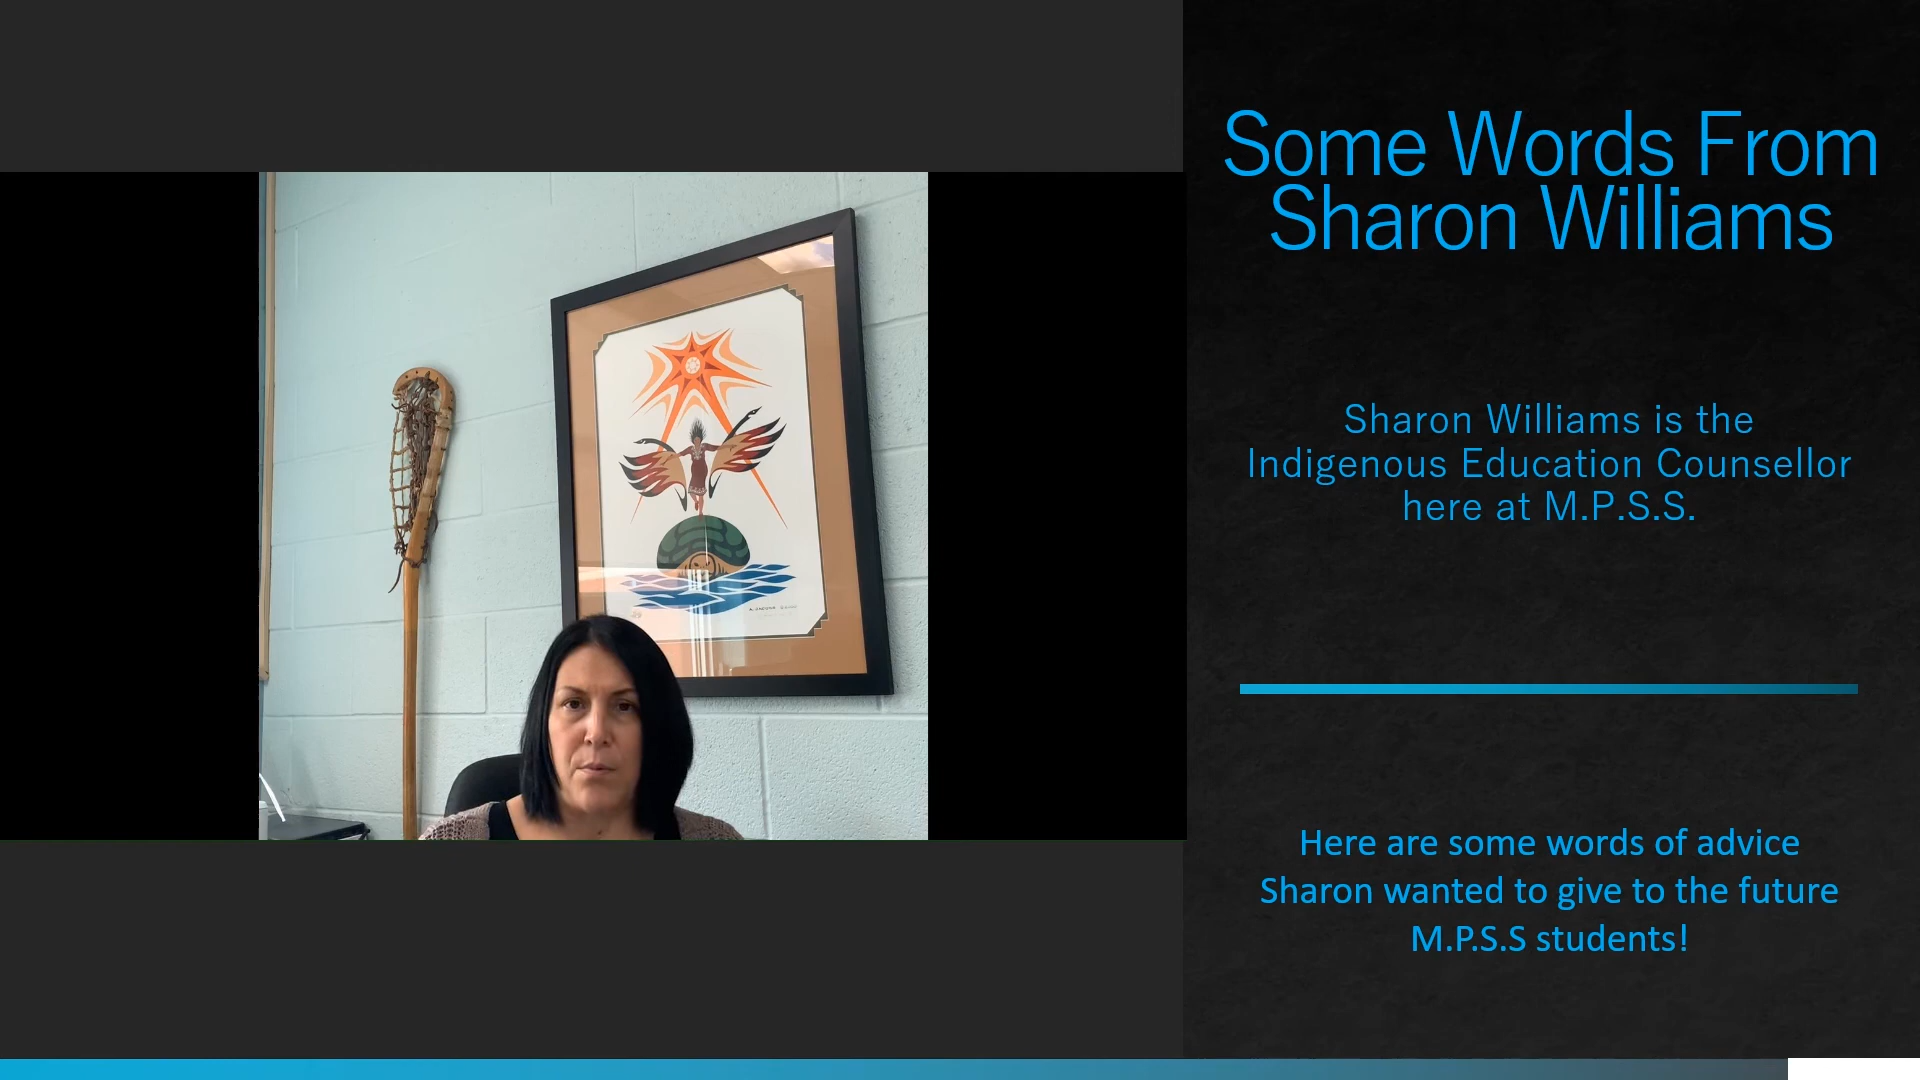 Some Words From
Sharon Williams
Sharon Williams is the
Indigenous Education Counsellor
here at M.P.S.S.
Here are some words of advice
Sharon wanted to give to the future
M.P.S.S students!